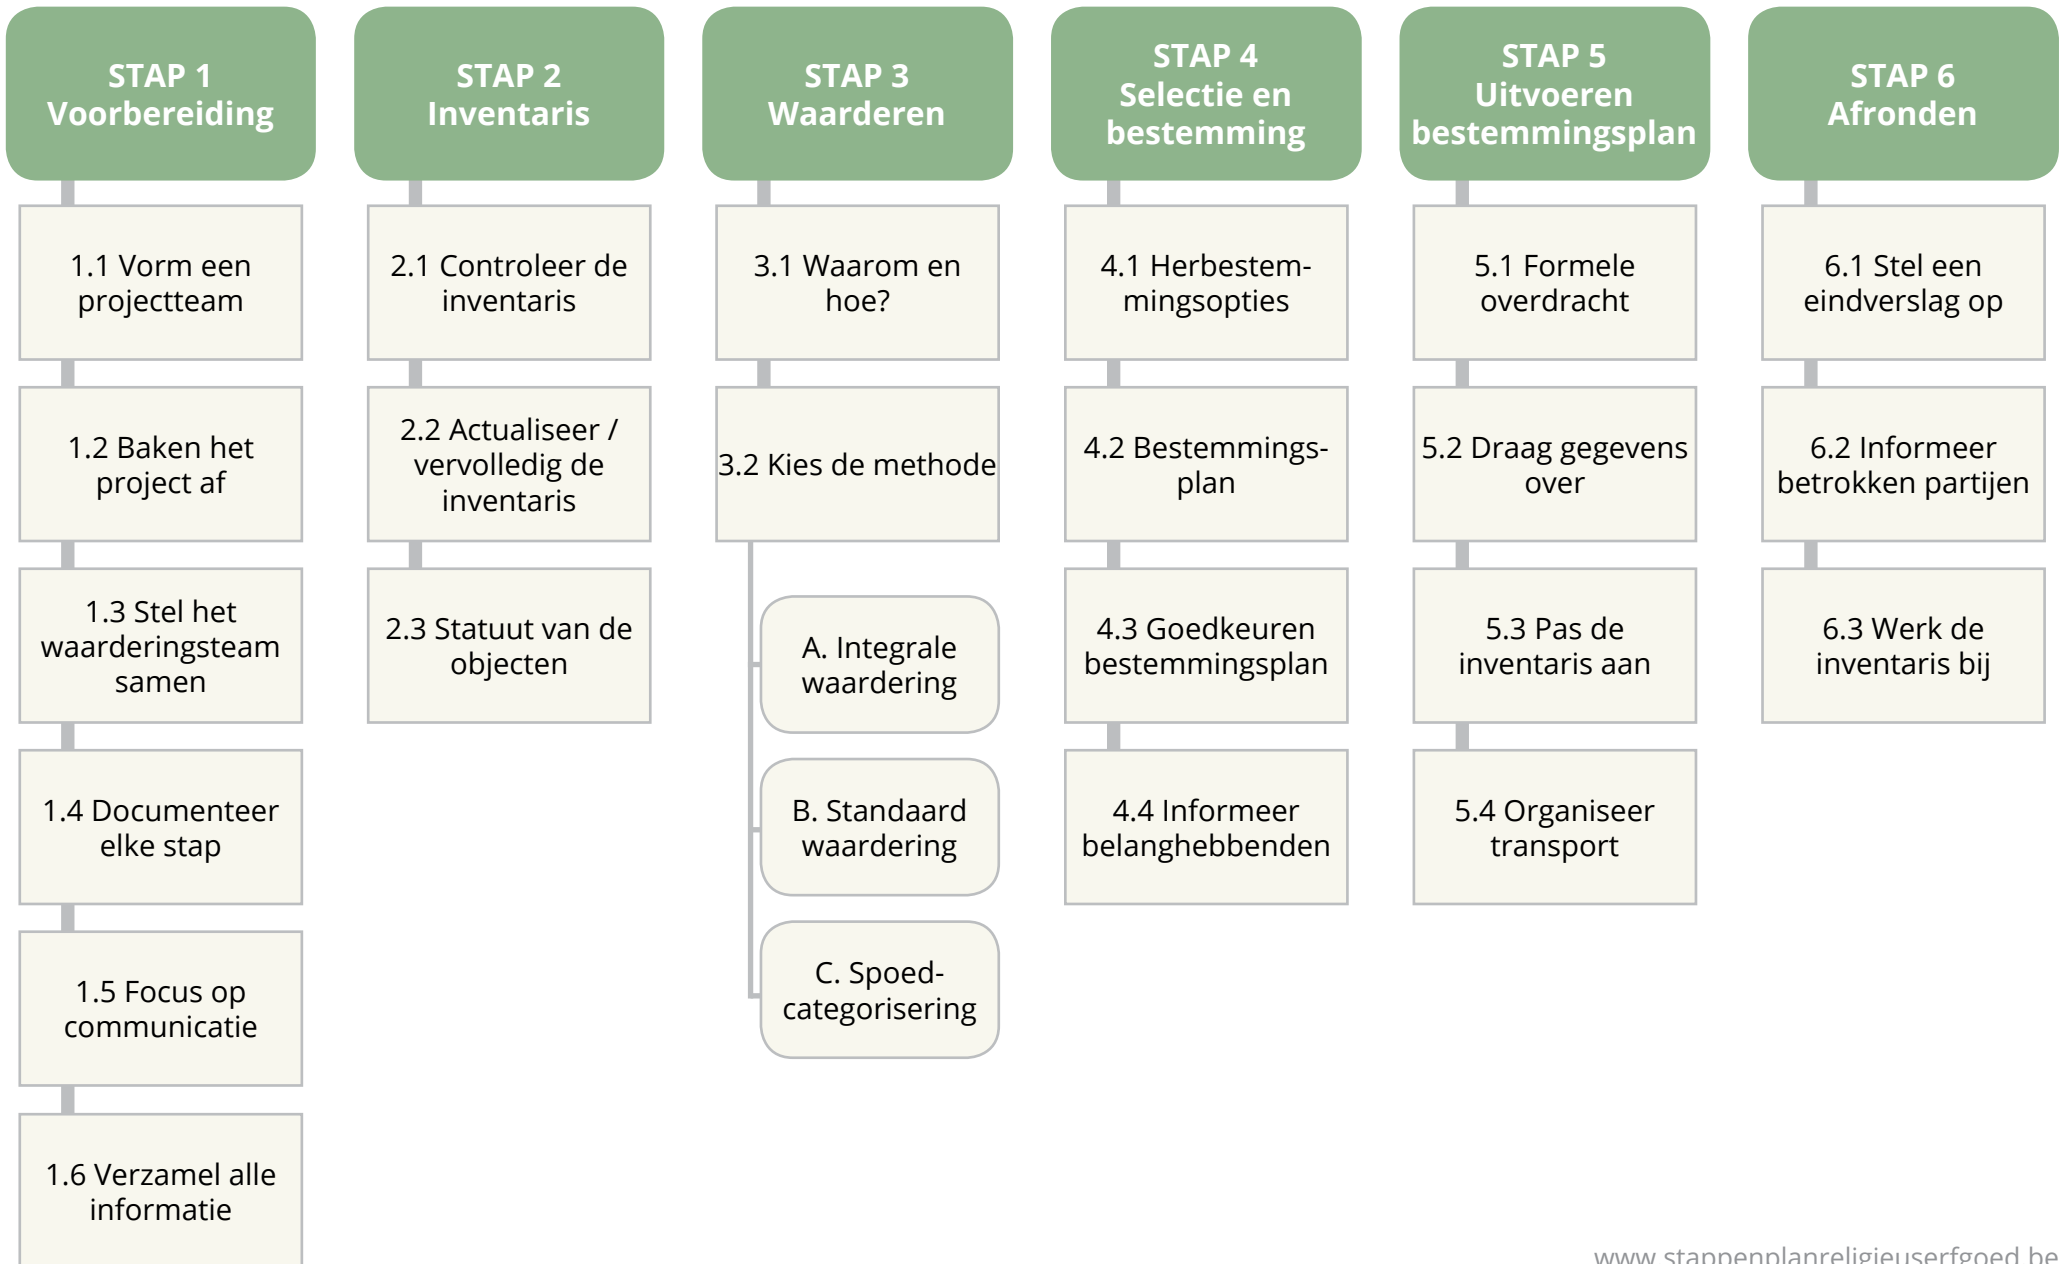 STAP 1
Voorbereiding
1.1 Vorm een
projectteam
1.2 Baken het
project af
1.3 Stel het
waarderingsteam
samen
1.4 Documenteer
elke stap
1.5 Focus op
communicatie
1.6 Verzamel alle
informatie
STAP 2
Inventaris
2.1 Controleer de
inventaris
2.2 Actualiseer /
vervolledig de
inventaris
2.3 Statuut van de
objecten
STAP 3
Waarderen
3.1 Waarom en
hoe?
3.2 Kies de methode
A. Integrale
waardering
B. Standaard
waardering
C. Spoed-
categorisering
STAP 4
Selectie en
bestemming
4.1 Herbestem-
mingsopties
4.2 Bestemmings-
plan
4.3 Goedkeuren
bestemmingsplan
4.4 Informeer
belanghebbenden
STAP 5
Uitvoeren
bestemmingsplan
5.1 Formele
overdracht
5.2 Draag gegevens
over
5.3 Pas de
inventaris aan
5.4 Organiseer
transport
STAP 6
Afronden
6.1 Stel een
eindverslag op
6.2 Informeer
betrokken partijen
6.3 Werk de
inventaris bij
www.stappenplanreligieuserfgoed.be